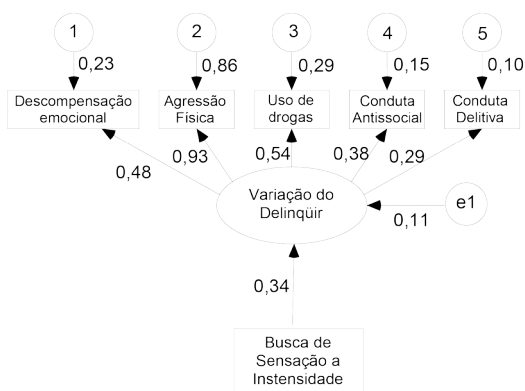 1
2
3
4
5
0,23
0,86
0,29
0,15
0,10
Descompensação
emocional
Agressão
Física
Uso de
drogas
Conduta
Antissocial
Conduta
Delitiva
0,48
0,93
0,54
0,38
0,29
Variação do
Delinqüir
e1
0,11
0,34
Busca de
Sensação a
Instensidade